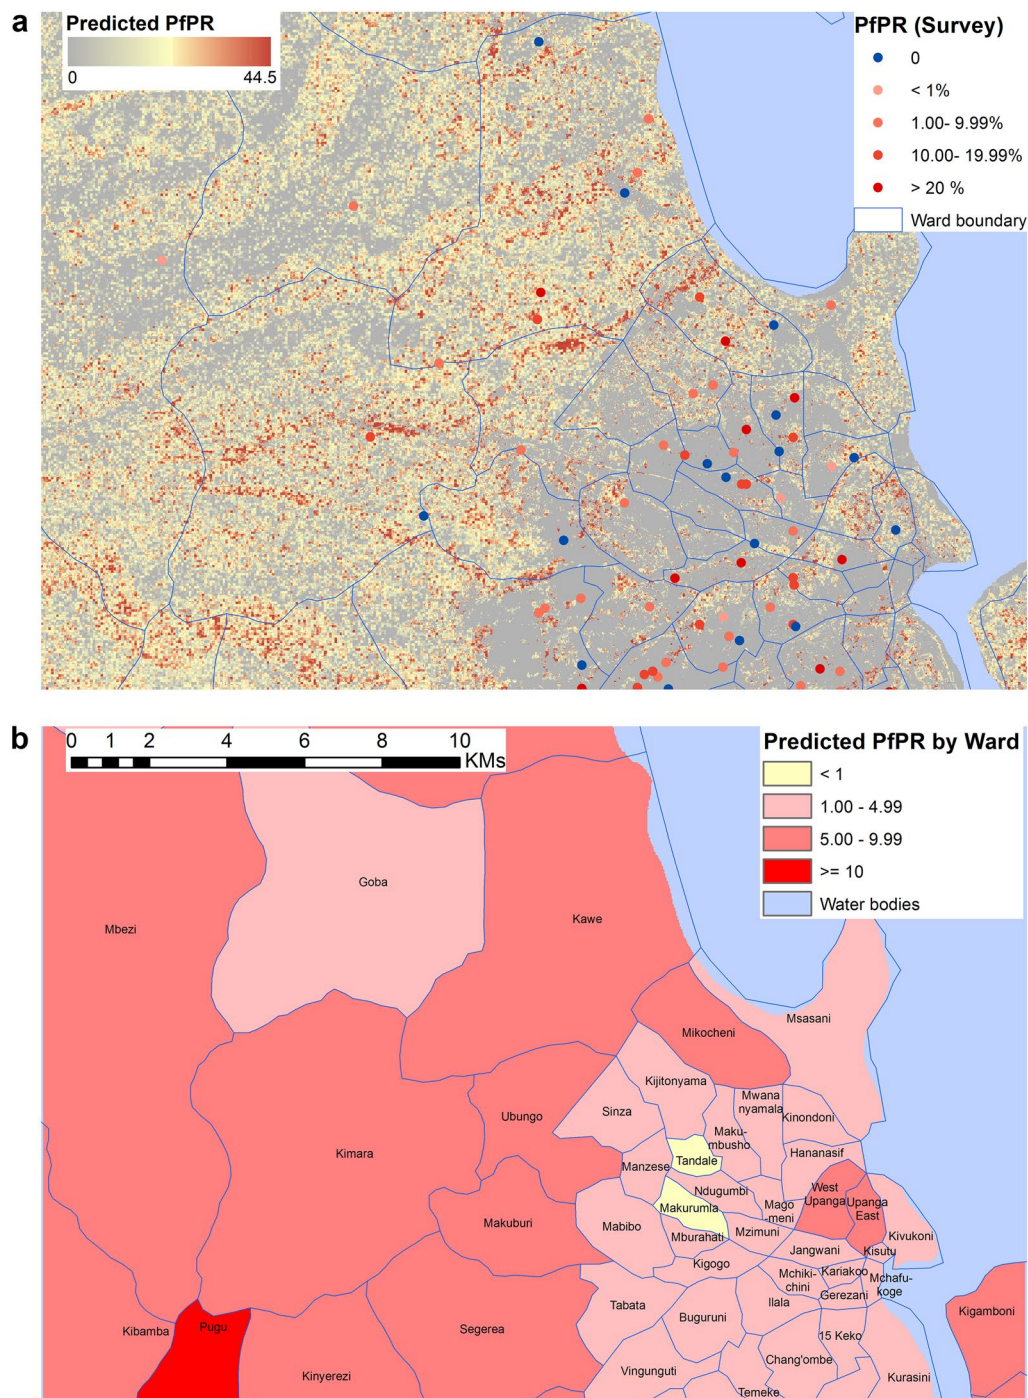 a
Predicted PfPR
0
44.5
PfPR (Survey)
0
< 1%
1.00- 9.99%
10.00- 19.99%
> 20 %
Ward boundary
b
0 1 2 4 6 8 10
KMs
Predicted PfPR by Ward
< 1
1.00 - 4.99
5.00 - 9.99
>= 10
Water bodies
Goba
Mbezi
Kawe
Msasani
Mikocheni
Kijitonyama
Mwana
nyamala
Sinza
Kinondoni
Ubungo
Maku-
mbusho
Kimara
Hananasif
Tandale
Manzese
West
Upanga
Ndugumbi
Upanga
East
Makurumla
Mago
-meni
Makuburi
Mabibo
Mzimuni
Mburahati
Kivukoni
Jangwani
Kisutu
Kigogo
Kariakoo
Mchiki-
chini
Mchafu-
koge
Gerezani
Tabata
Ilala
Kigamboni
Buguruni
Pugu
Kibamba
Segerea
15 Keko
Chang'ombe
Vingunguti
Kinyerezi
Kurasini
Temeke